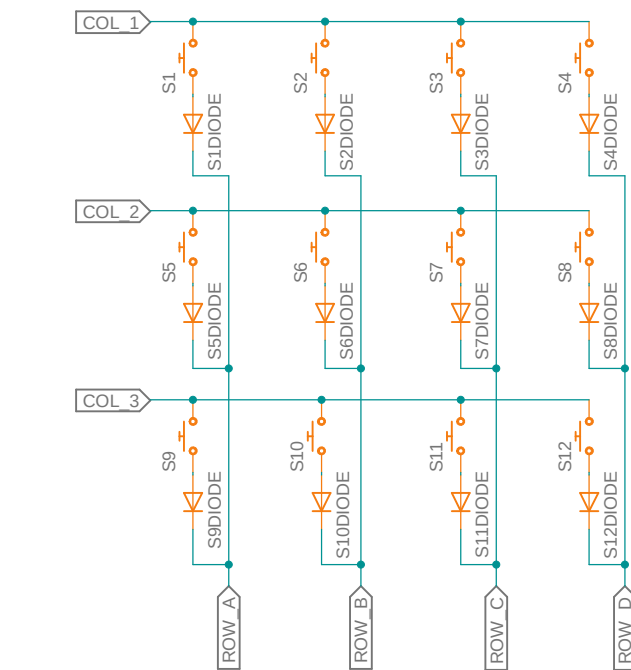 COL_1
S1
S2
S3
S4
S1DIODE
S2DIODE
S3DIODE
S4DIODE
COL_2
S5
S6
S7
S8
S5DIODE
S6DIODE
S7DIODE
S8DIODE
COL_3
S9
S10
S11
S12
S9DIODE
S10DIODE
S11DIODE
S12DIODE
ROW_A
ROW_B
ROW_C
ROW_D